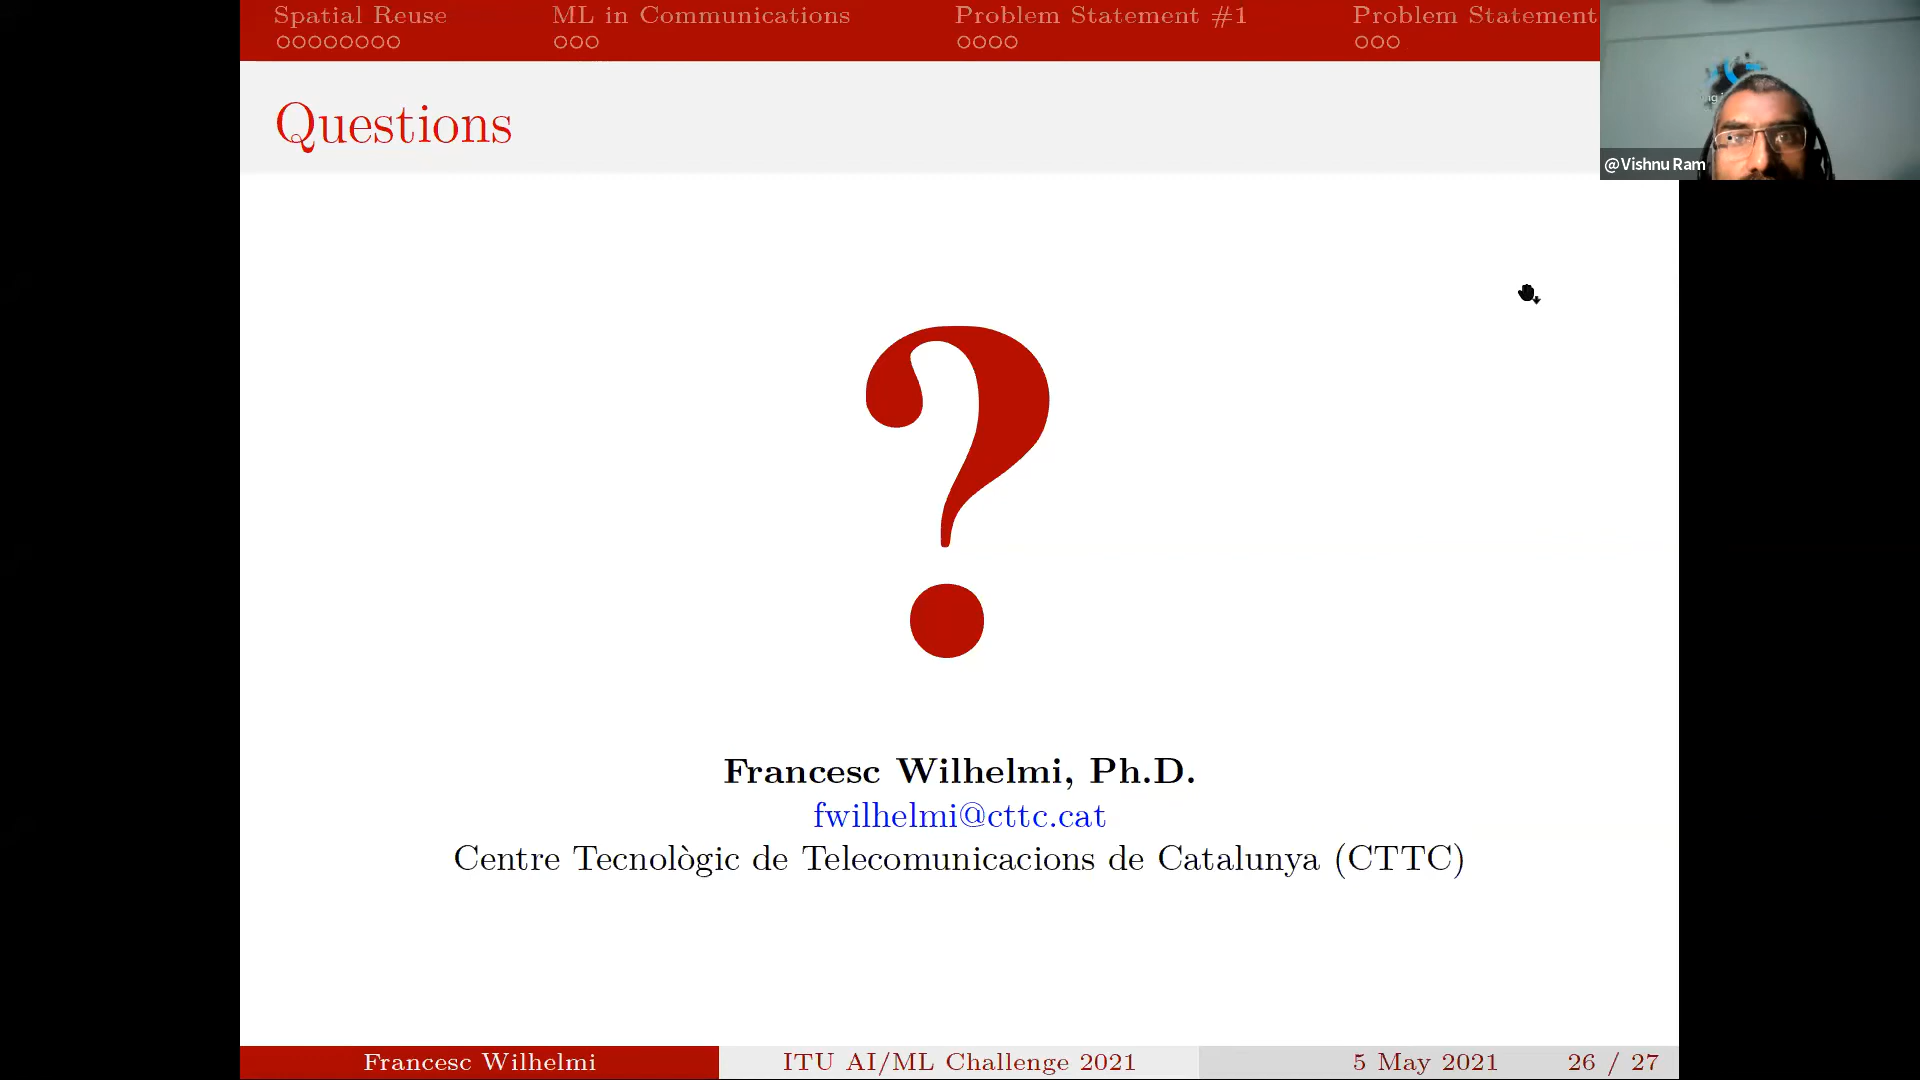 Spatial Reuse
ML in Communications
Problem Statement #1
Problem Statement
Questions
@Vishnu Ram
?
Francesc Wilhelmi, Ph.D.
fwilhelmi@cttc.cat
Centre Tecnològic de Telecomunicacions de Catalunya (CTTC)
Francesc Wilhelmi
ITU AI/ML Challenge 2021
5 May 2021
26 / 27